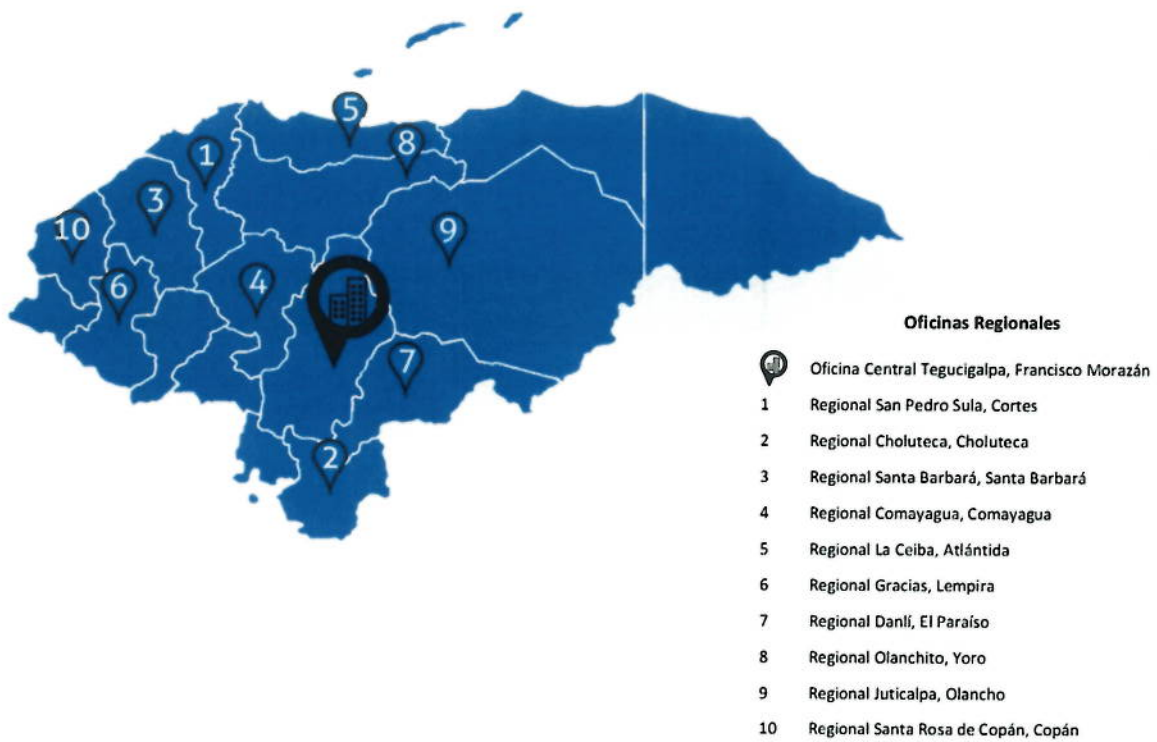 5
8
1
3
10
9
4
6
7
2
Oficinas Regionales
Oficina Central Tegucigalpa, Francisco Morazán
1 Regional San Pedro Sula, Cortes
2 Regional Choluteca, Choluteca
3 Regional Santa Barbará, Santa Barbará
4 Regional Comayagua, Comayagua
5 Regional La Ceiba, Atlántida
6 Regional Gracias, Lempira
7 Regional Danlí, El Paraíso
8 Regional Olanchito, Yoro
9 Regional Juticalpa, Olancho
10 Regional Santa Rosa de Copán, Copán